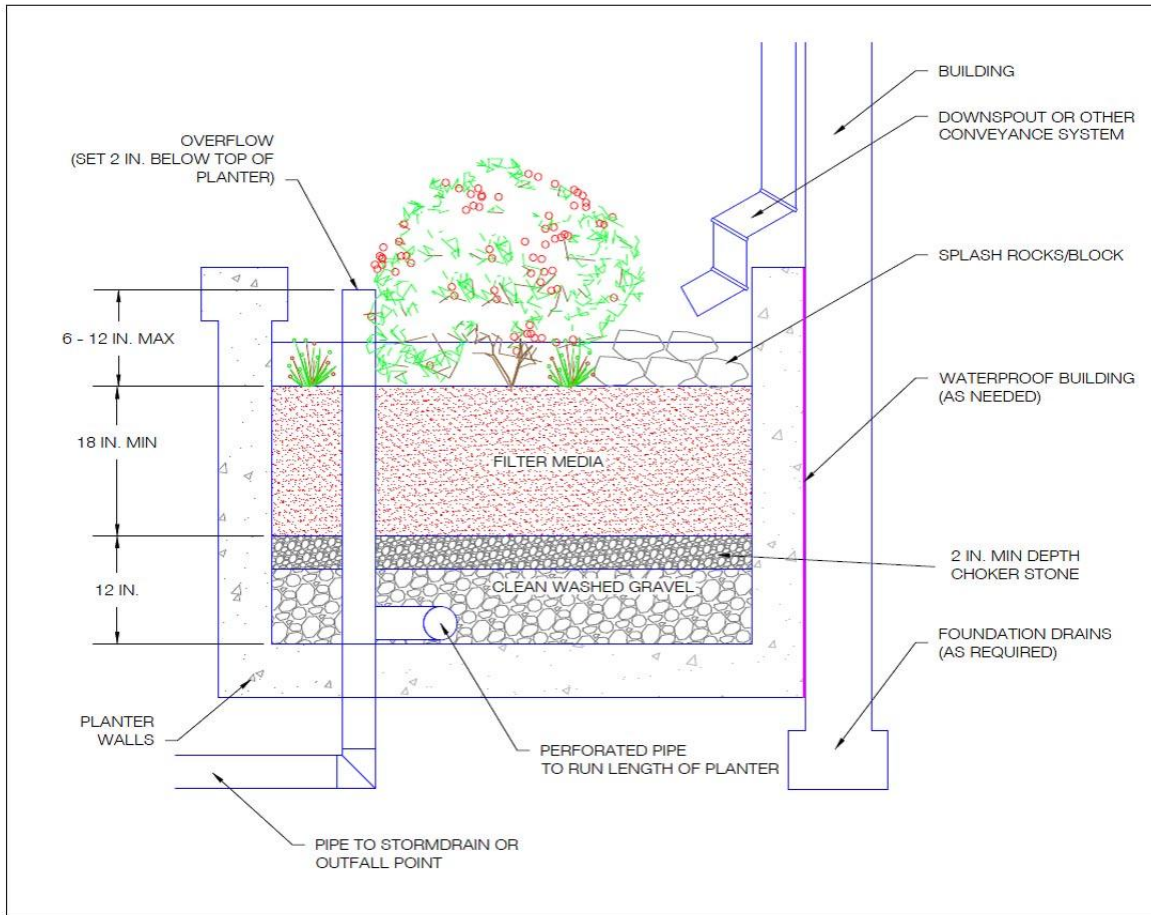 BUILDING
DOWNSPOUT OR OTHER
CONVEYANCE SYSTEM
OVERFLOW
(SET 2 IN. BELOW TOP OF
PLANTER)
SPLASH ROCKS/BLOCK
6 - 12 IN. MAX
WATERPROOF BUILDING
(AS NEEDED)
18 IN. MIN
FILTER MEDIA
2 IN. MIN DEPTH
CHOKER STONE
12 IN.
CLEAN WASHED GRAVEL
FOUNDATION DRAINS
(AS REQUIRED)
PLANTER
WALLS
PERFORATED PIPE
TO RUN LENGTH OF PLANTER
PIPE TO STORMDRAIN OR
OUTFALL POINT